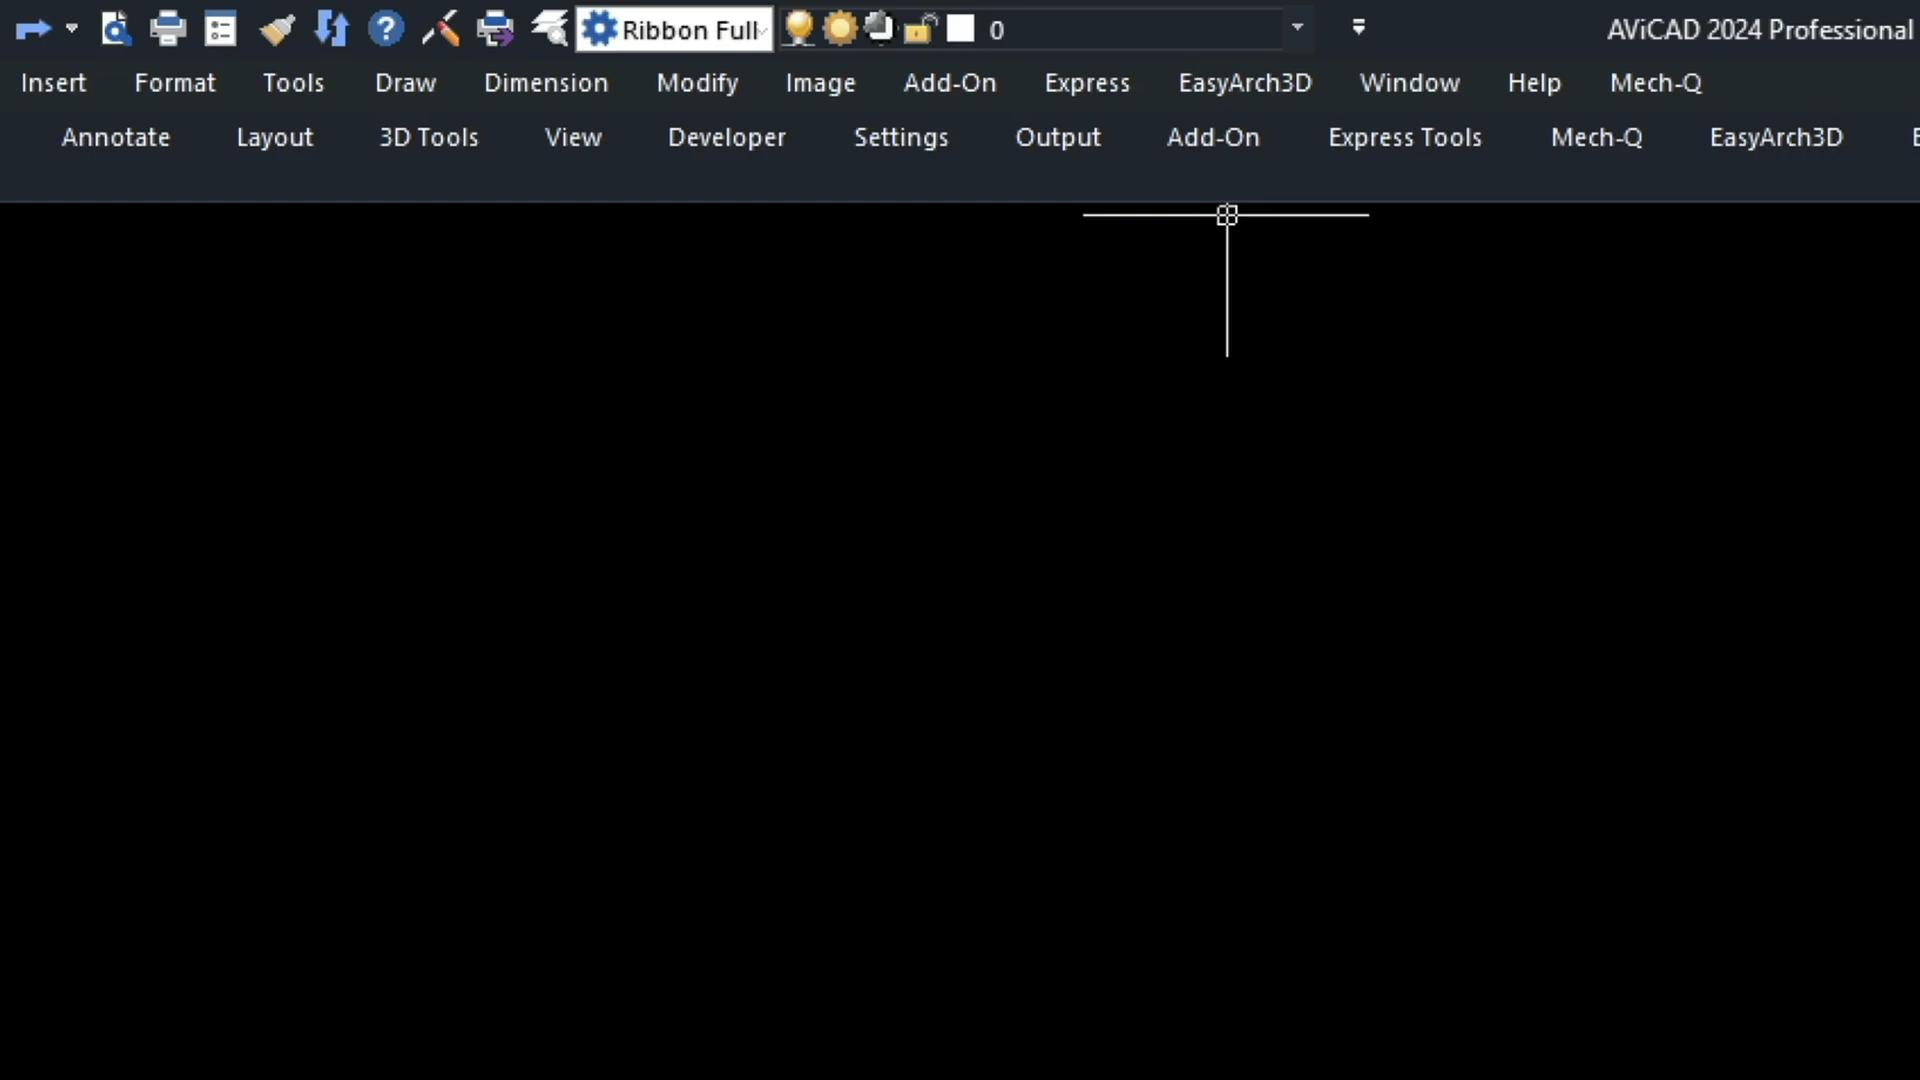 Ribbon Full 0 AViCAD 2024 Professional
Insert Format Tools Draw Dimension Modify Image Add-On Express EasyArch3D Window Help Mech-Q
Annotate Layout 3D Tools View Developer Settings Output Add-On Express Tools Mech-Q EasyArch3D